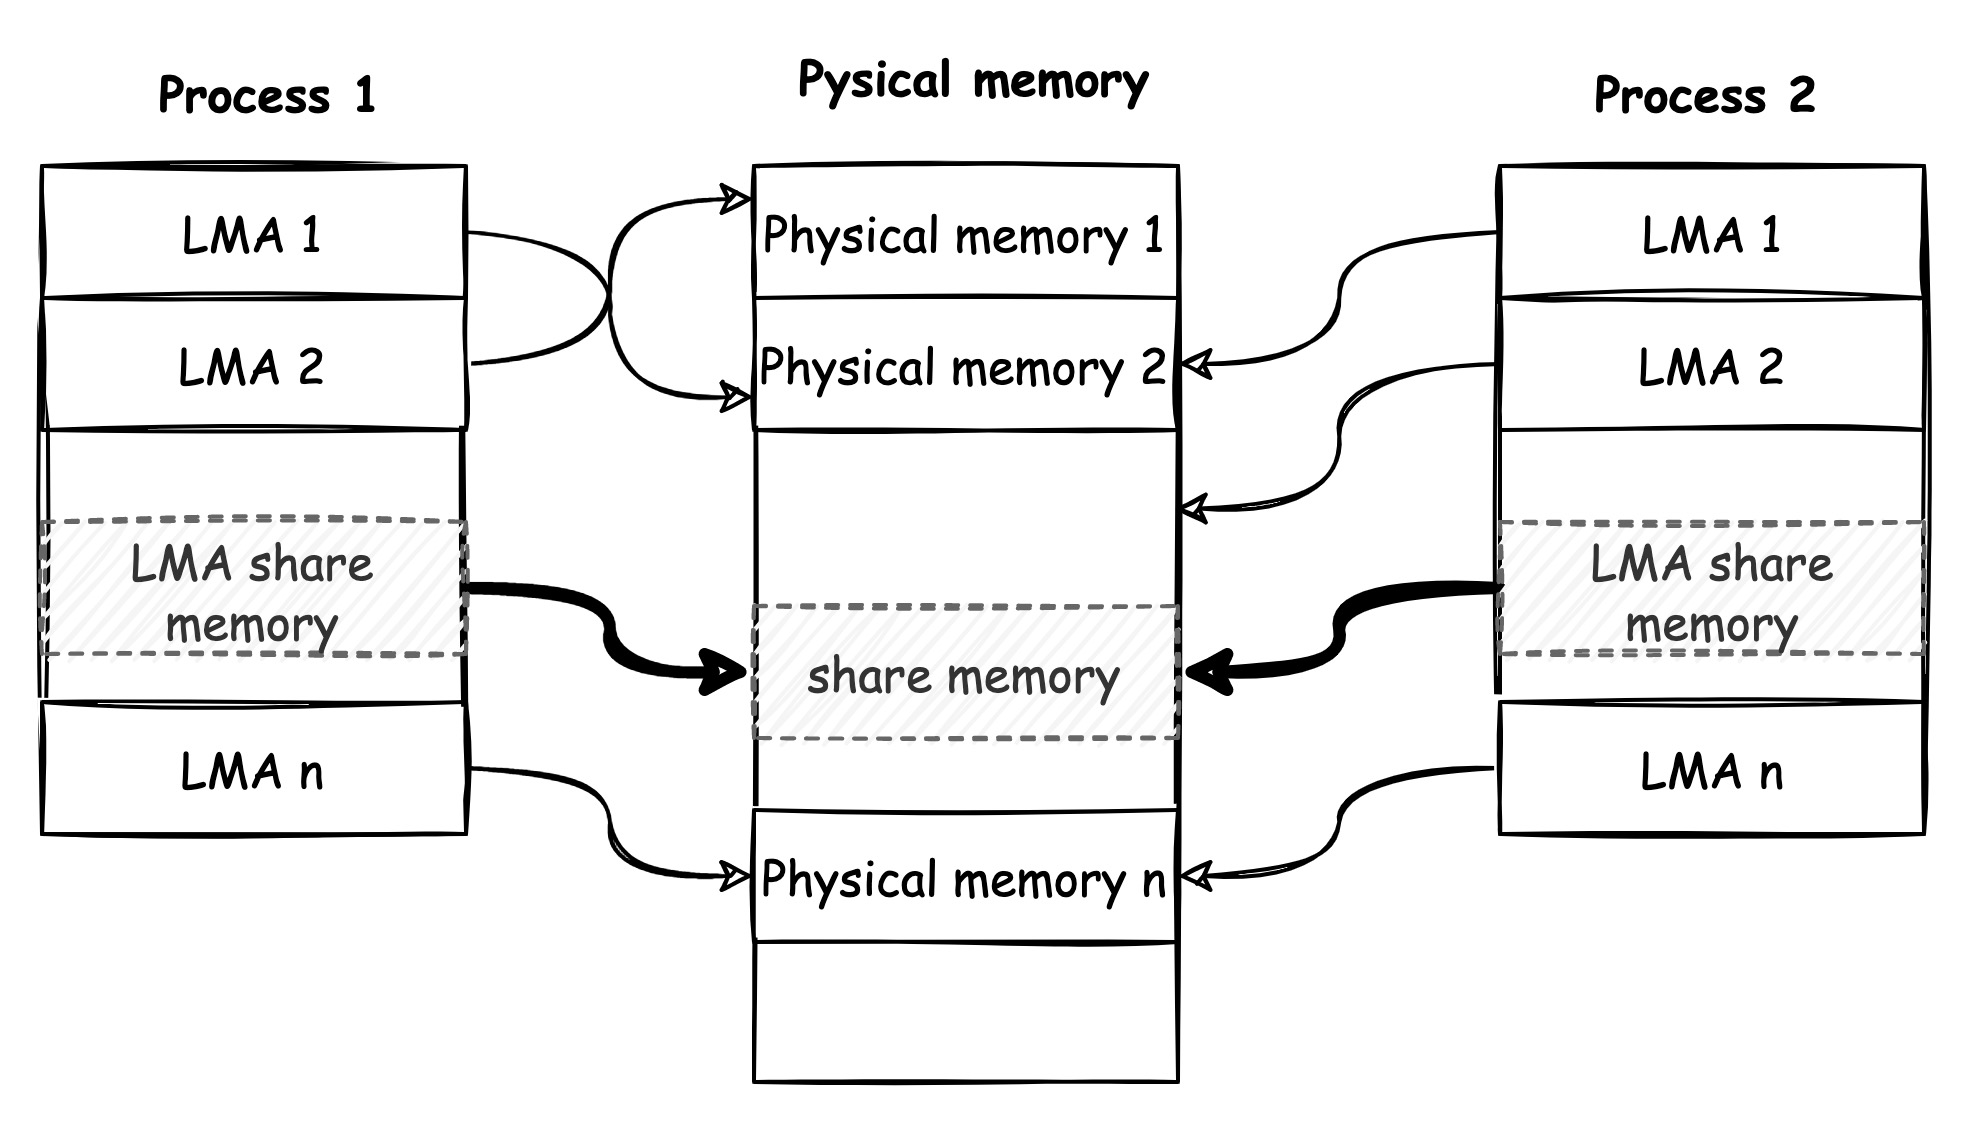 Process 1
LMA 1
LMA 2
LMA share
memory
LMA n
Pysical memory
Physical memory 1
Physical memory 2
share memory
Physical memory n
Process 2
LMA 1
LMA 2
LMA share
memory
LMA n